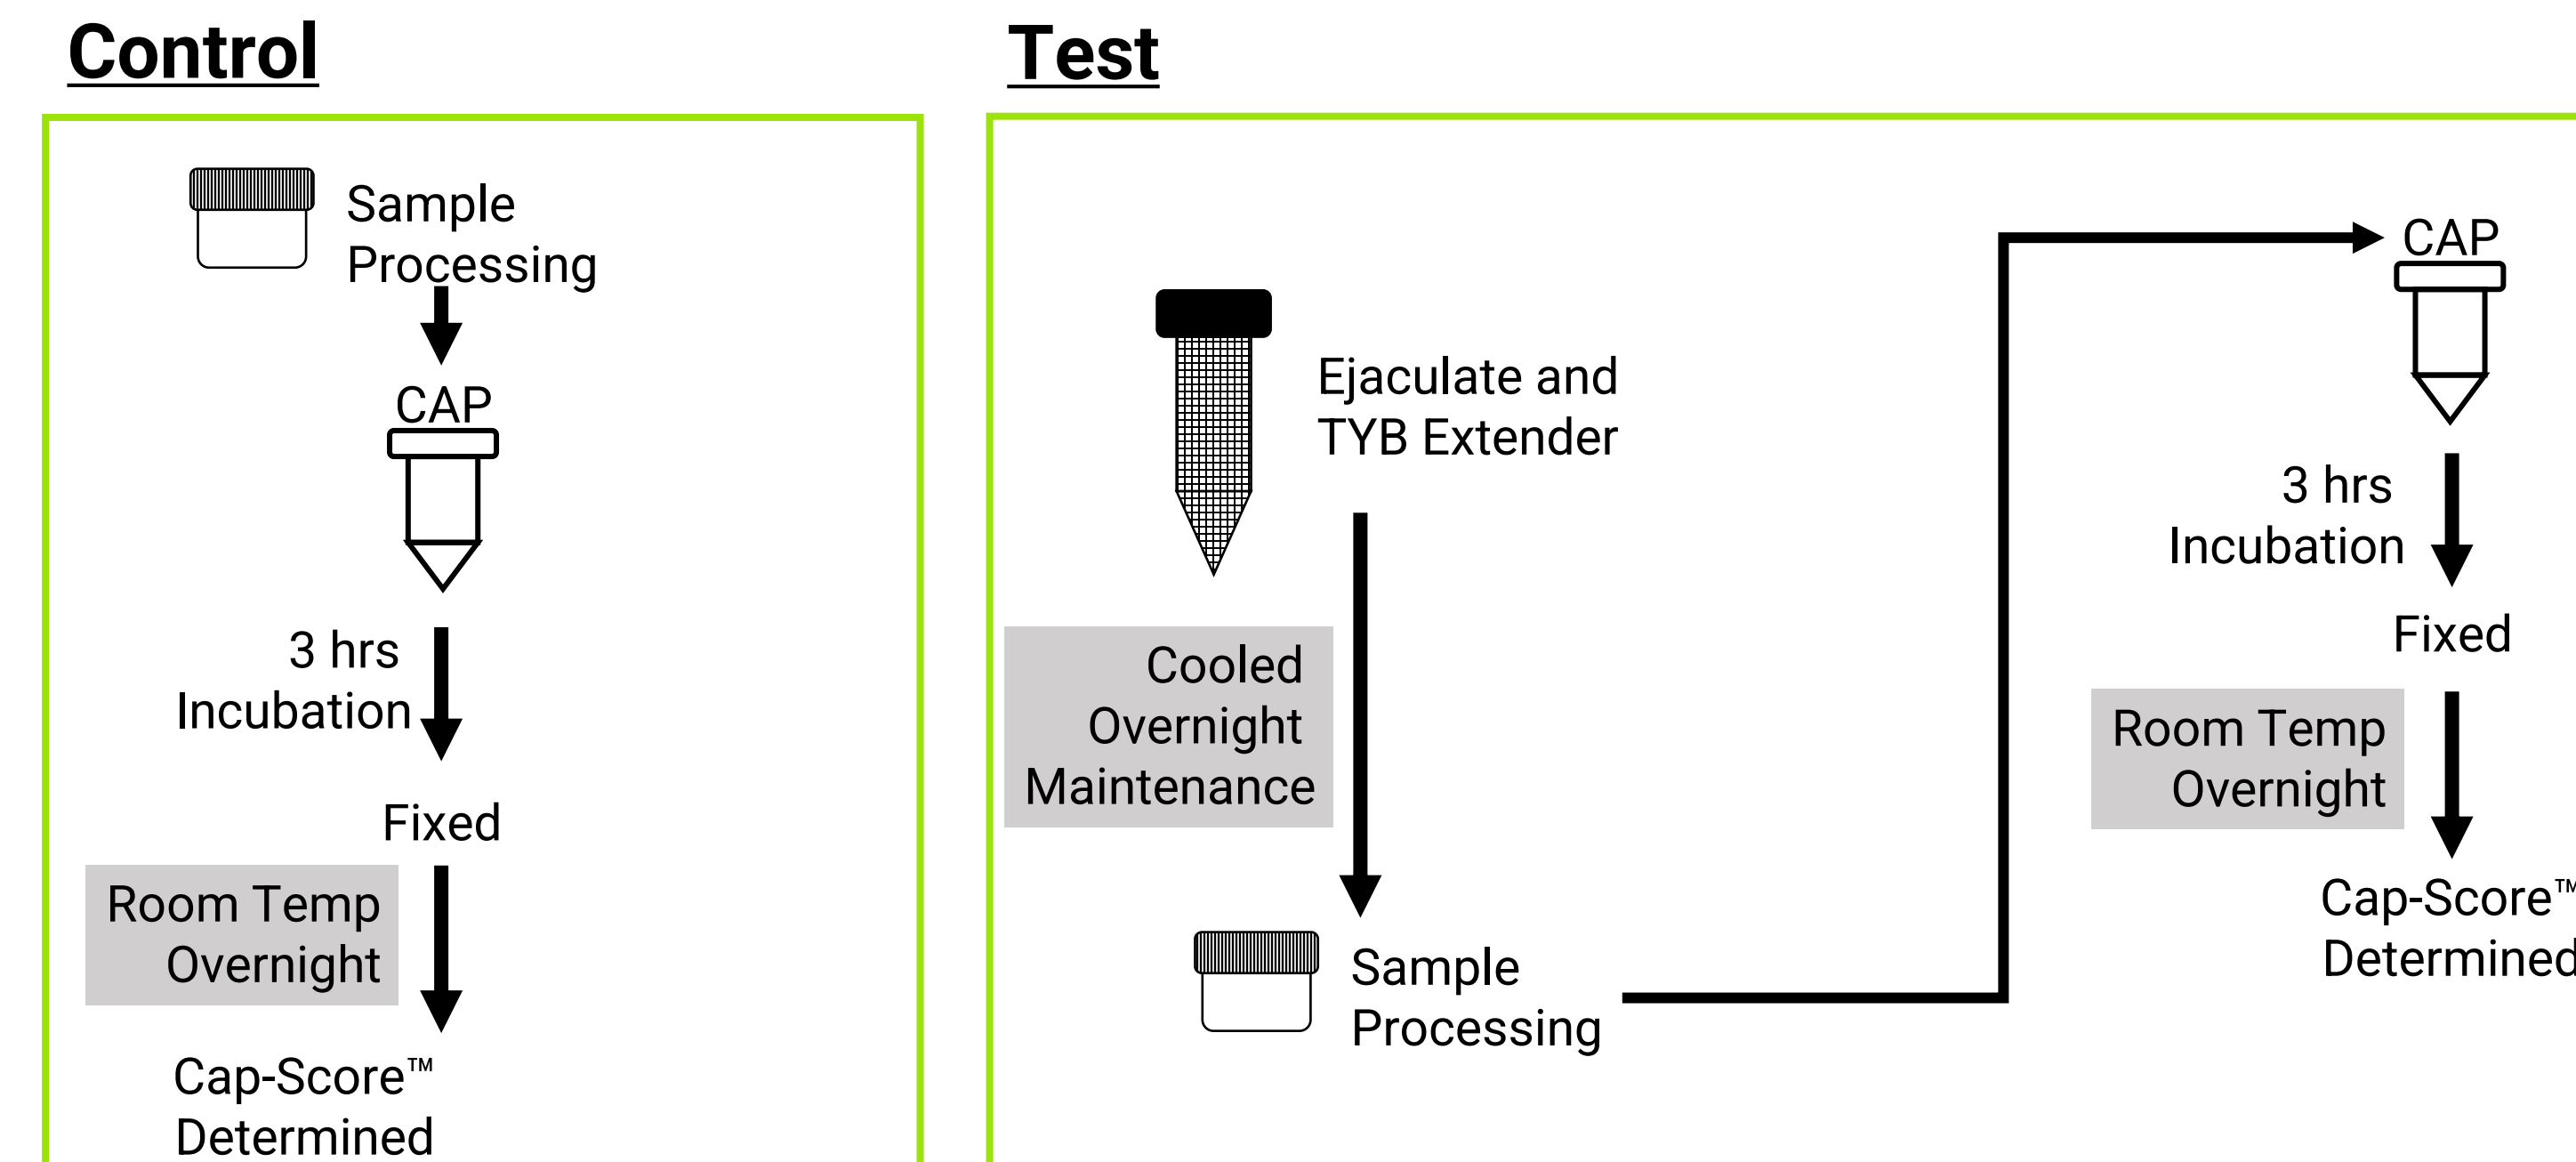 Control
Sample
Processing
CAP
3 hrs
Incubation
Fixed
Room Temp
Overnight
Cap-Score™
Determined
Test
Ejaculate and
TYB Extender
Cooled
Overnight
Maintenance
Sample
Processing
CAP
3 hrs
Incubation
Fixed
Room Temp
Overnight
Cap-Score™
Determined